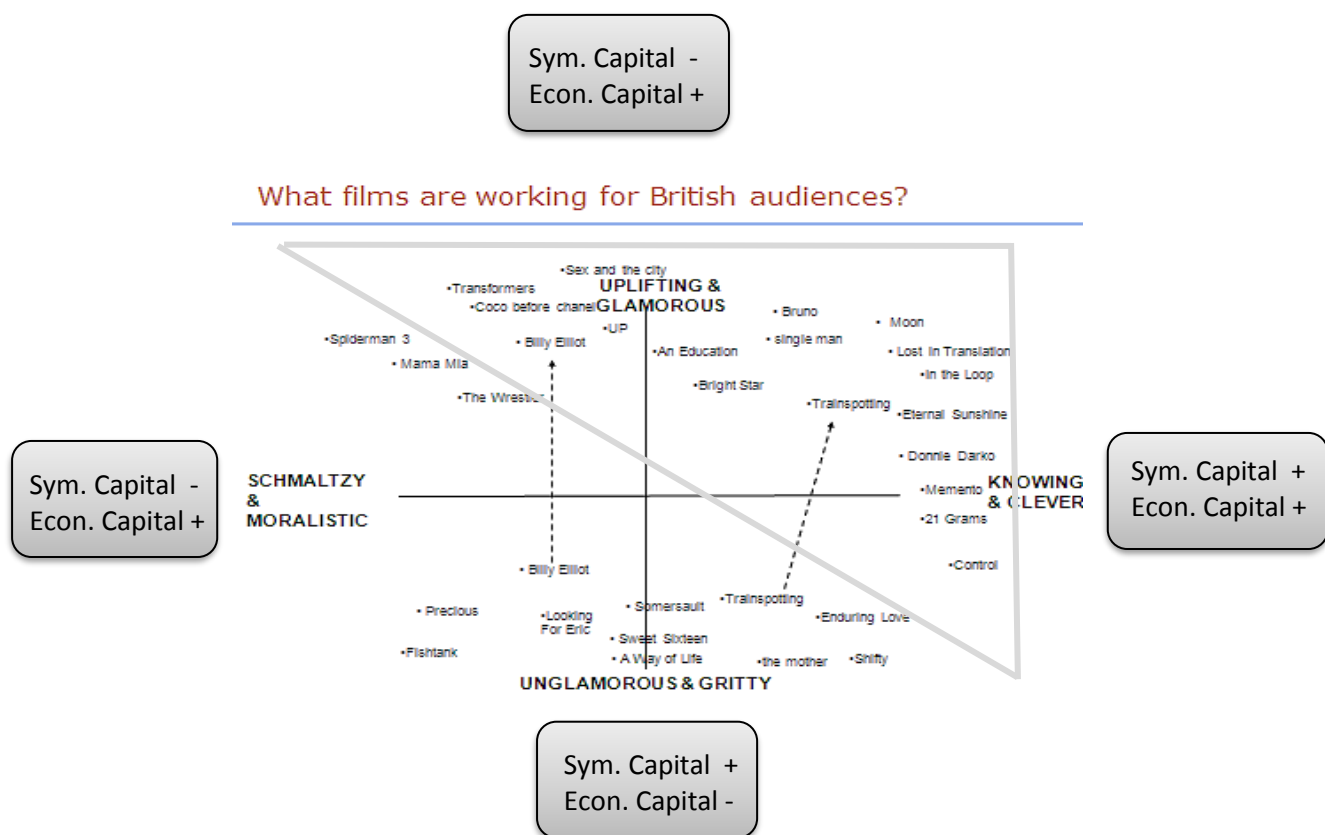 Sym. Capital -
Econ. Capital +
What films are working for British audiences?
•Sex and the city
•Transformers
UPLIFTING &
GLAMOROUS
•Coco before chanel
•Bruno
• Moon
•UP
•Spiderman 3
• Billy Elliot
•An Education
• single man
• Lost In Translation
• Mama Mia
•In the Loop
•Bright Star
•The Wrestler
•Trainspotting
•Eternal Sunshine
•Donnie Darko
Sym. Capital -
Econ. Capital +
SCHMALTZY
&
MORALISTIC
•Memento
KNOWING
& CLEVER
Sym. Capital +
Econ. Capital +
•21 Grams
•Control
• Billy Elliot
•Trainspotting
• Precious
•Looking
For Eric
• Somersault
•Enduring Love
•Fishtank
• Sweet Sixteen
• A Way of Life
•the mother
•Shifty
UNGLAMOROUS & GRITTY
Sym. Capital +
Econ. Capital -